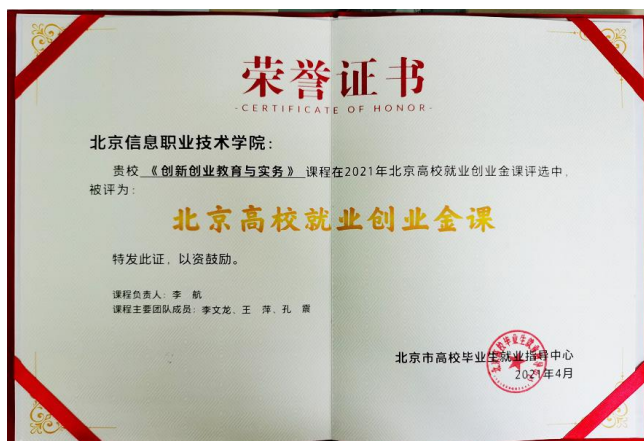 荣誉证书
-CERTIFICATE OF HONOR-
北京信息职业技术学院：
贵校《创新创业教育与实务》课程在2021年北京高校就业创业金课评选中，
被评为：
北京高校就业创业金课
特发此证，以资鼓励。
课程负责人：李 航
课程主要团队成员：李文龙、王 萍、孔 震
北京市高校毕业生就业指导中心
2021年4月